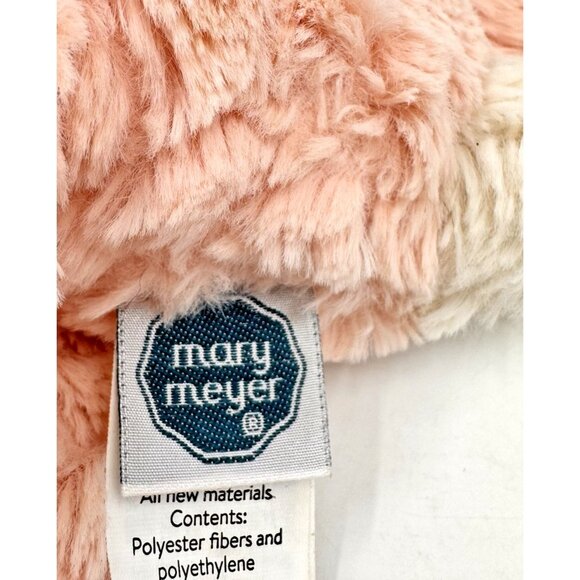 mary
meyer
®
All new materials
Contents:
Polyester fibers and
polyethylene